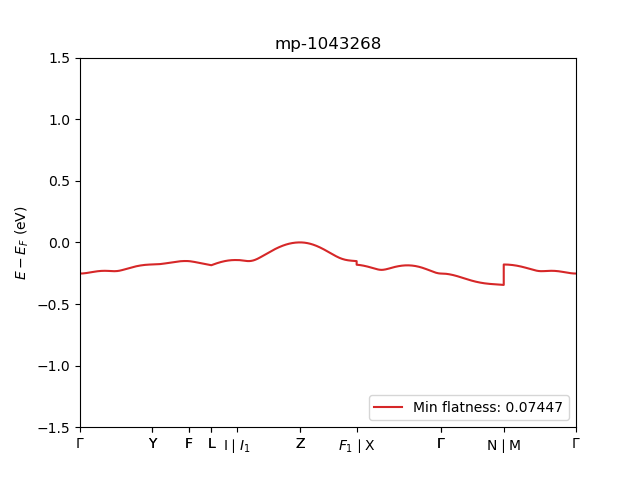 mp-1043268
E − E_F (eV)
1.5
1.0
0.5
0.0
−0.5
−1.0
−1.5
Γ Y F L I | I₁ Z F₁ | X Γ N | M Γ
Min flatness: 0.07447